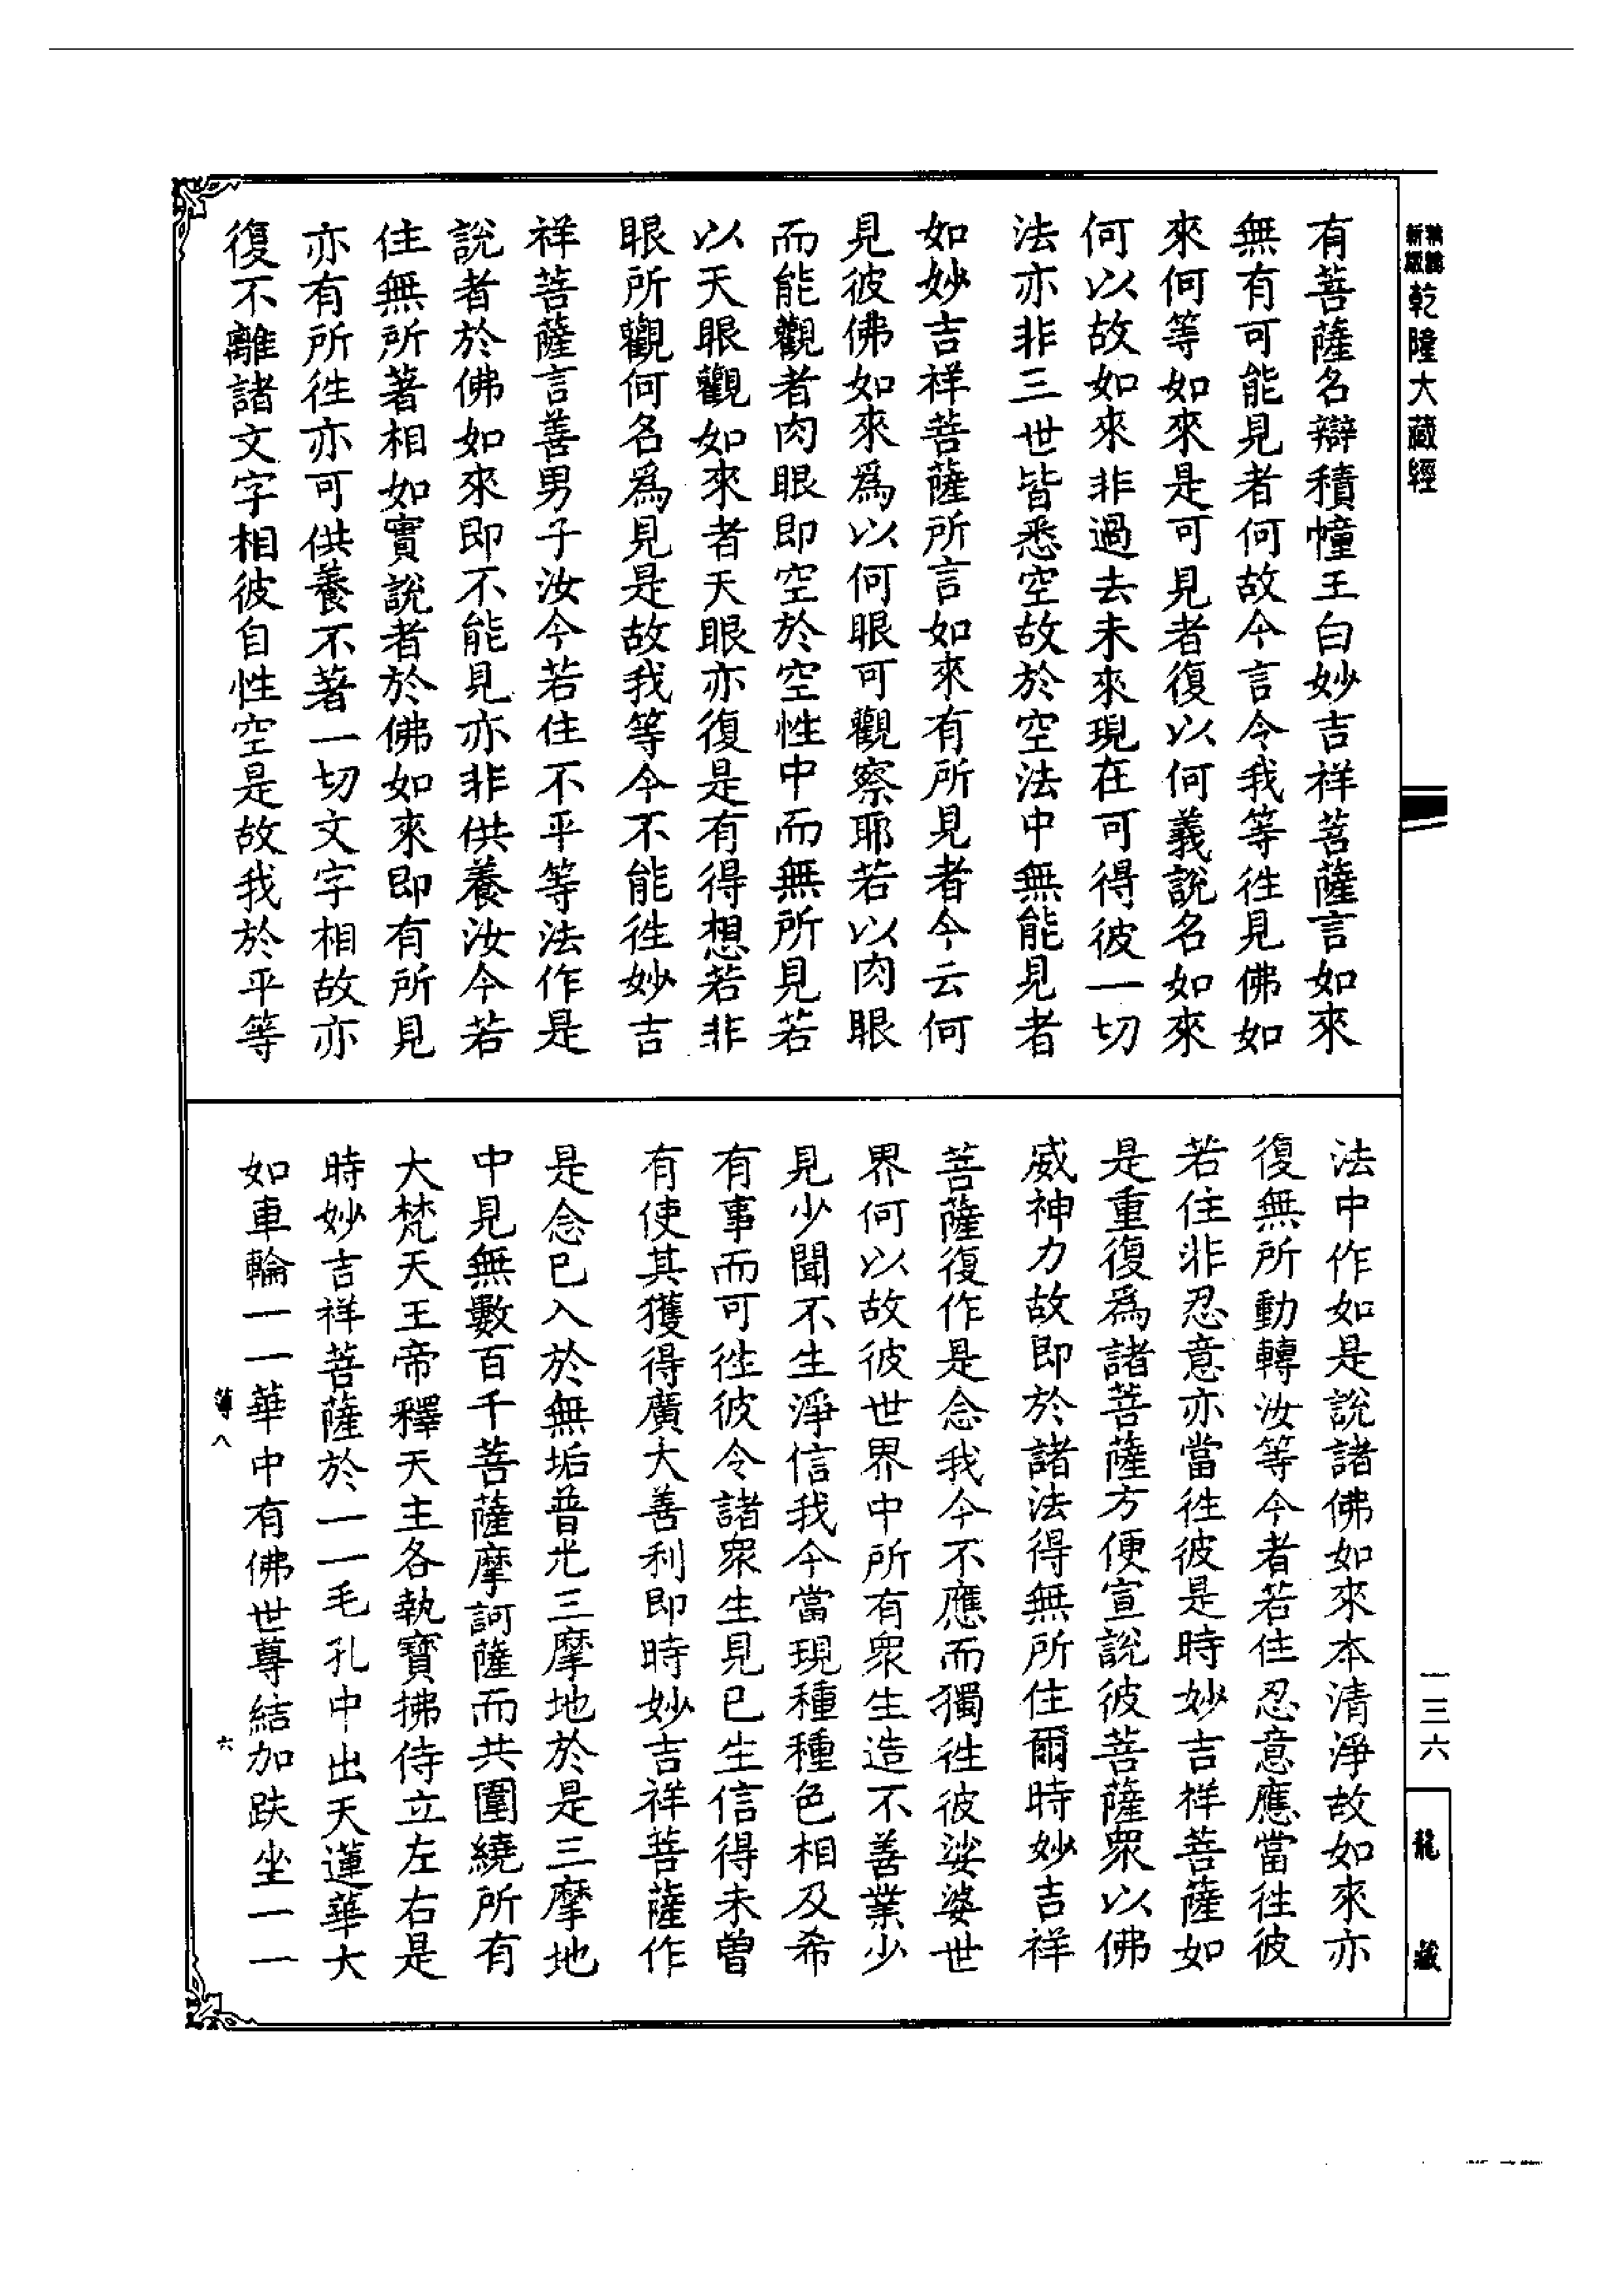 新版
乾隆大藏經
有菩薩名辯積幢王白妙吉祥菩薩言如來
無有可能見者何故今言令我等往見佛如
來何等如來是可見者復以何義說名如來
何以故如來非過去未來現在可得彼一切
法亦非三世皆悉空故於空法中無能見者
如妙吉祥菩薩所言如來有所見者今云何
見彼佛如來為以何眼可觀察耶若以肉眼
而能觀者肉眼即空於空性中而無所見若
以天眼觀如來者天眼亦復是有得想若非
眼所觀何名為見是故我等今不能往妙吉
祥菩薩言善男子汝今若住不平等法作是
說者於佛如來即不能見亦非供養汝今若
住無所著相如實說者於佛如來即有所見
亦有所往亦可供養不著一切文字相故亦
復不離諸文字相彼自性空是故我於平等
法中作如是說諸佛如來本清淨故如來亦
復無所動轉汝等今者若住忍意應當往彼
若住非忍意亦當往彼是時妙吉祥菩薩如
是重復為諸菩薩方便宣說彼菩薩眾以佛
威神力故即於諸法得無所住爾時妙吉祥
菩薩復作是念我今不應而獨往彼娑婆世
界何以故彼世界中所有眾生造不善業少
見少聞不生淨信我今當現種種色相及希
有事而可往彼令諸眾生見已生信得未曾
有使其獲得廣大善利即時妙吉祥菩薩作
是念已入於無垢普光三摩地於是三摩地
中見無數百千菩薩摩訶薩而共圍繞所有
大梵天王帝釋天主各執寶拂侍立左右是
時妙吉祥菩薩於一一毛孔中出天蓮華大
如車輪一一華中有佛世尊結加趺坐一一
薄八
六
一三六
龍藏